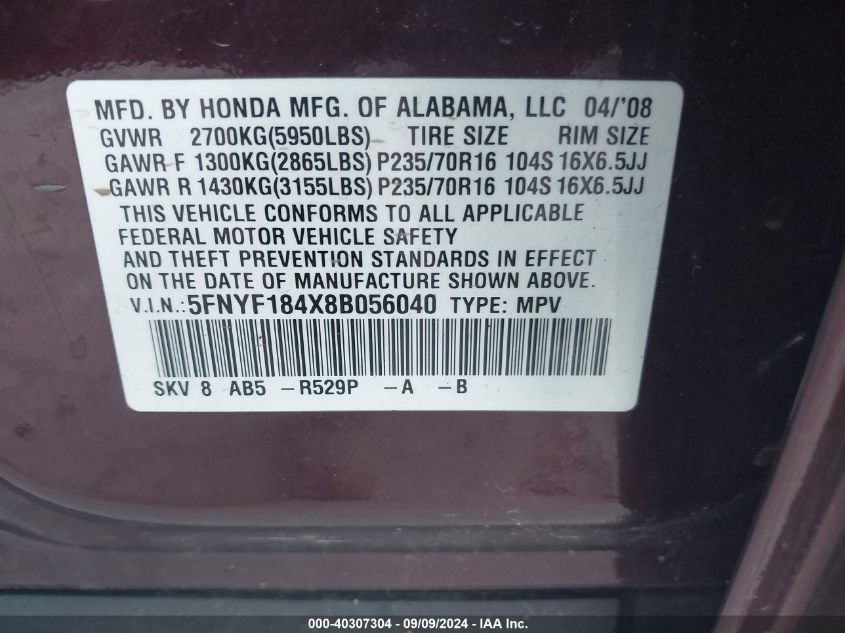 MFD. BY HONDA MFG. OF ALABAMA, LLC 04/'08
GVWR 2700KG(5950LBS) TIRE SIZE RIM SIZE
GAWR F 1300KG(2865LBS) P235/70R16 104S 16X6.5JJ
GAWR R 1430KG(3155LBS) P235/70R16 104S 16X6.5JJ
THIS VEHICLE CONFORMS TO ALL APPLICABLE
FEDERAL MOTOR VEHICLE SAFETY
AND THEFT PREVENTION STANDARDS IN EFFECT
ON THE DATE OF MANUFACTURE SHOWN ABOVE.
V.I.N.:5FNYF184X8B056040 TYPE: MPV
SKV 8 AB5 -R529P -A -B
000-40307304 - 09/09/2024 - IAA Inc.